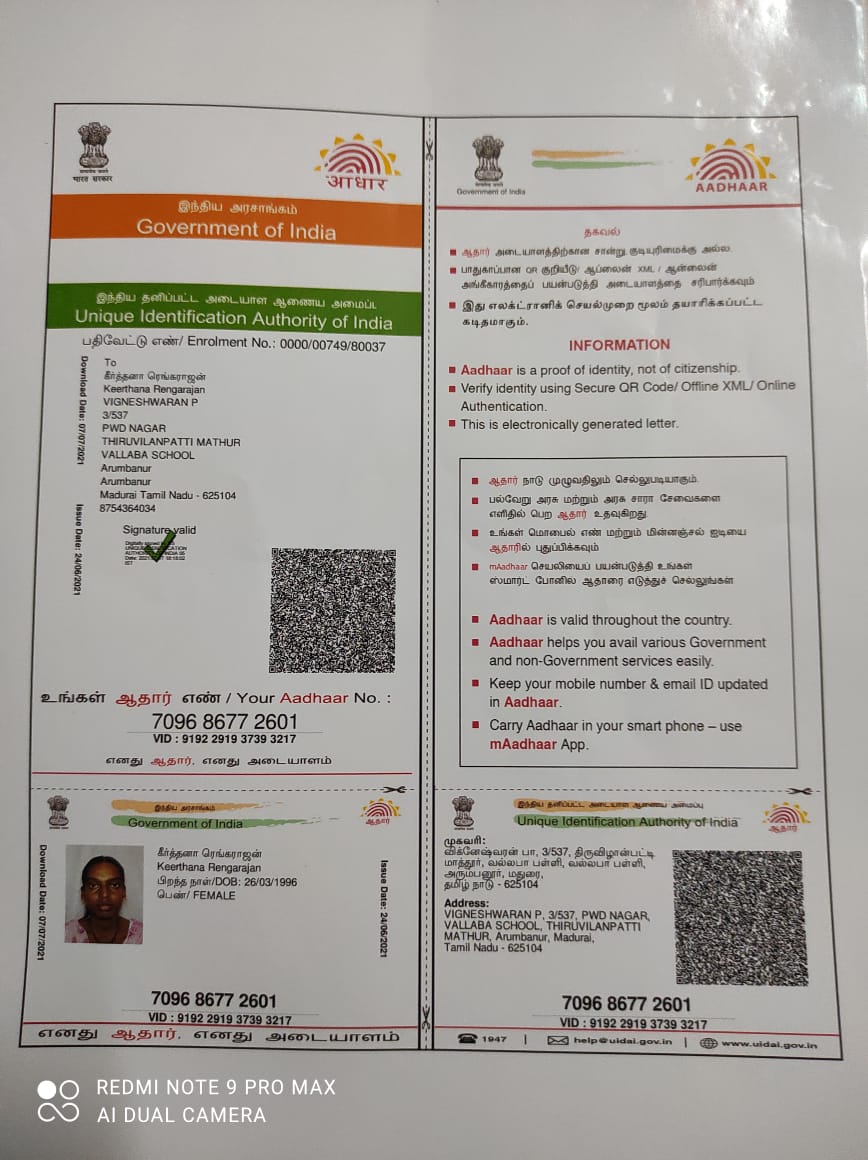 भारत सरकार
आधार
இந்திய அரசாங்கம்
Government of India
இந்திய தனிப்பட்ட அடையாள ஆணைய அமைப்பு
Unique Identification Authority of India
பதிவேட்டு எண்/ Enrolment No.: 0000/00749/80037
Download Date: 07/07/2021
Issue Date: 24/06/2021
To
கீர்த்தனா ரெங்கராஜன்
Keerthana Rengarajan
VIGNESHWARAN P
3/537
PWD NAGAR
THIRUVILANPATTI MATHUR
VALLABA SCHOOL
Arumbanur
Arumbanur
Madurai Tamil Nadu - 625104
8754364034
Signature valid
உங்கள் ஆதார் எண் / Your Aadhaar No. :
7096 8677 2601
VID : 9192 2919 3739 3217
எனது ஆதார், எனது அடையாளம்
Government of India
AADHAAR
தகவல்
ஆதார் அடையாளத்திற்கான சான்று, குடியுரிமைக்கு அல்ல.
பாதுகாப்பான QR குறியீடு/ ஆப்லைன் XML / ஆன்லைன்
அங்கீகாரத்தைப் பயன்படுத்தி அடையாளத்தை சரிபார்க்கவும்
இது எலக்ட்ரானிக் செயல்முறை மூலம் தயாரிக்கப்பட்ட
கடிதமாகும்.
INFORMATION
Aadhaar is a proof of identity, not of citizenship.
Verify identity using Secure QR Code/ Offline XML/ Online
Authentication.
This is electronically generated letter.
ஆதார் நாடு முழுவதிலும் செல்லுபடியாகும்.
பல்வேறு அரசு மற்றும் அரசு சாரா சேவைகளை
எளிதில் பெற ஆதார் உதவுகிறது.
உங்கள் மொபைல் எண் மற்றும் மின்னஞ்சல் ஐடியை
ஆதாரில் புதுப்பிக்கவும்
mAadhaar செயலியைப் பயன்படுத்தி உங்கள்
ஸ்மார்ட் போனில் ஆதாரை எடுத்துச் செல்லுங்கள்
Aadhaar is valid throughout the country.
Aadhaar helps you avail various Government
and non-Government services easily.
Keep your mobile number & email ID updated
in Aadhaar.
Carry Aadhaar in your smart phone – use
mAadhaar App.
இந்திய அரசாங்கம்
Government of India
ஆதார்
Download Date: 07/07/2021
கீர்த்தனா ரெங்கராஜன்
Keerthana Rengarajan
பிறந்த நாள்/DOB: 26/03/1996
பெண்/ FEMALE
Issue Date: 24/06/2021
7096 8677 2601
VID : 9192 2919 3739 3217
எனது ஆதார், எனது அடையாளம்
இந்திய தனிப்பட்ட அடையாள ஆணைய அமைப்பு
Unique Identification Authority of India
ஆதார்
முகவரி:
விக்னேஷ்வரன் பா, 3/537, திருவிழான்பட்டி
மாத்தூர், வல்லபா பள்ளி, வல்லபா பள்ளி,
அரும்பனூர், மதுரை,
தமிழ் நாடு - 625104
Address:
VIGNESHWARAN P, 3/537, PWD NAGAR,
VALLABA SCHOOL, THIRUVILANPATTI
MATHUR, Arumbanur, Madurai,
Tamil Nadu - 625104
7096 8677 2601
VID : 9192 2919 3739 3217
1947 | help@uidai.gov.in | www.uidai.gov.in
REDMI NOTE 9 PRO MAX
AI DUAL CAMERA